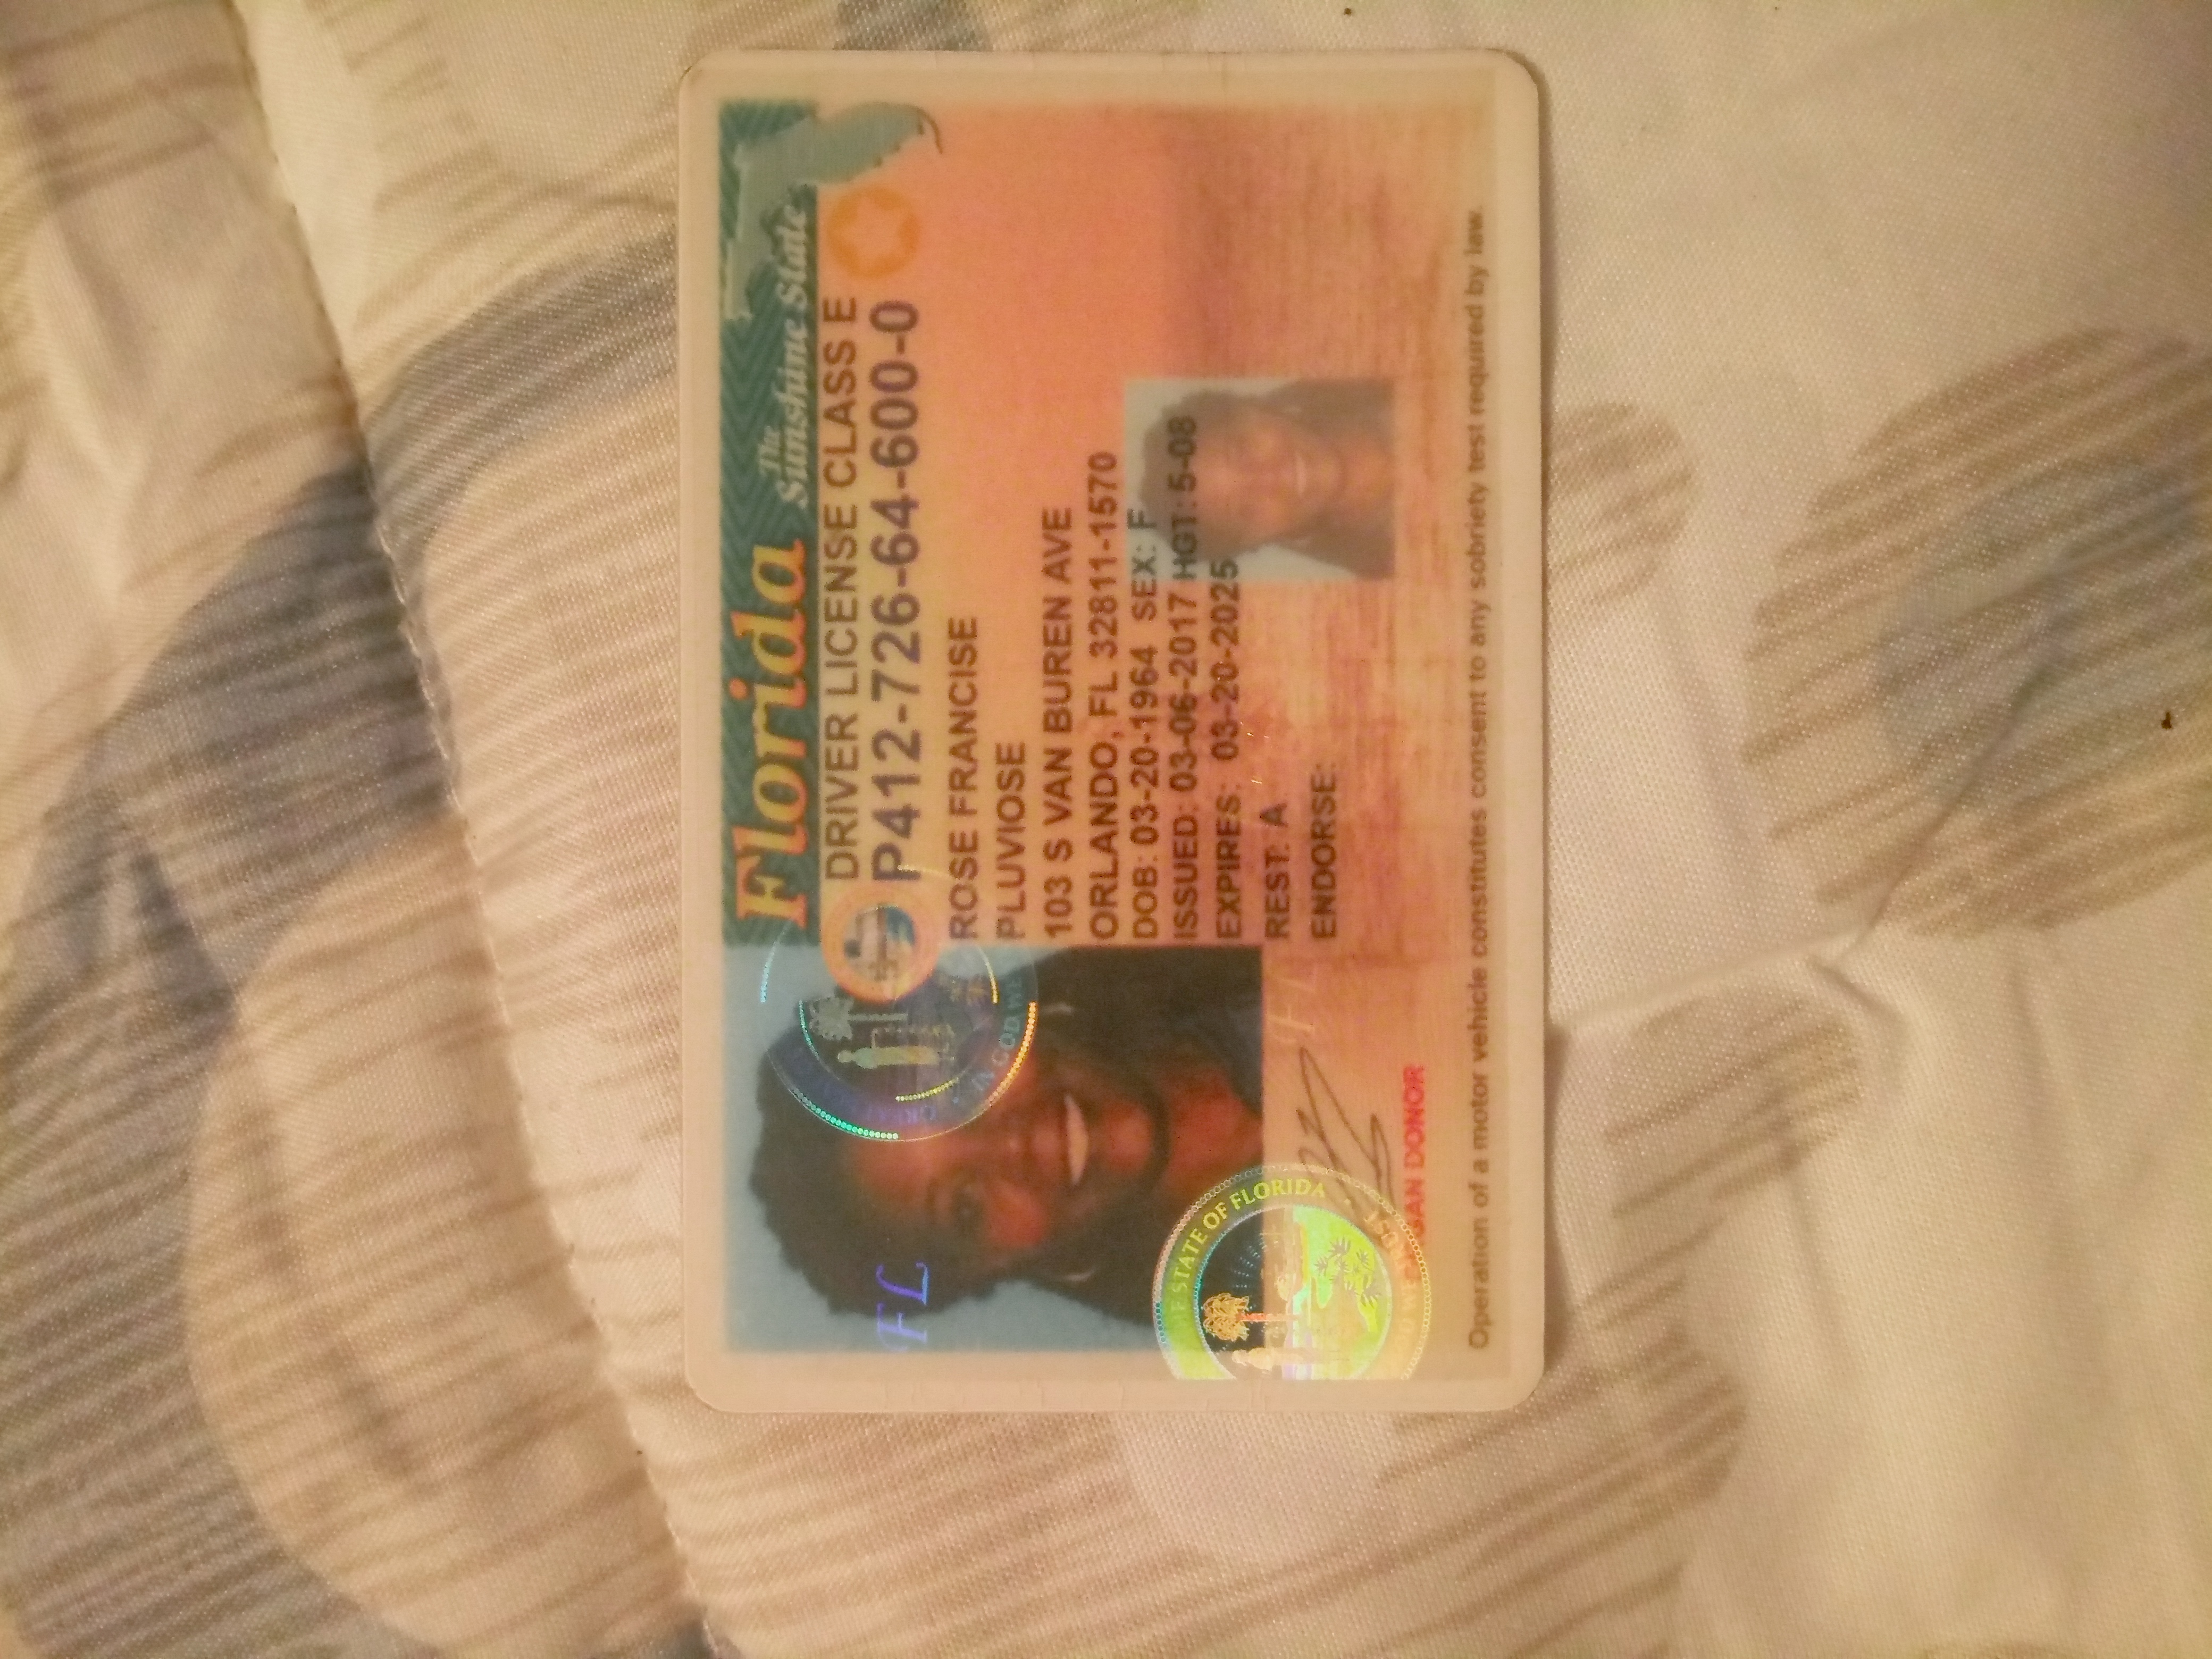 Florida The Sunshine State
DRIVER LICENSE CLASS E
P412-726-64-600-0
ROSE FRANCISE
PLUVIOSE
103 S VAN BUREN AVE
ORLANDO, FL 32811-1570
DOB: 03-20-1964 SEX: F
ISSUED: 03-06-2017 HGT: 5-08
EXPIRES: 03-20-2025
REST: A
ENDORSE:
FL
FL
STATE OF FLORIDA
IN GOD WE
DONOR
Operation of a motor vehicle constitutes consent to any sobriety test required by law.